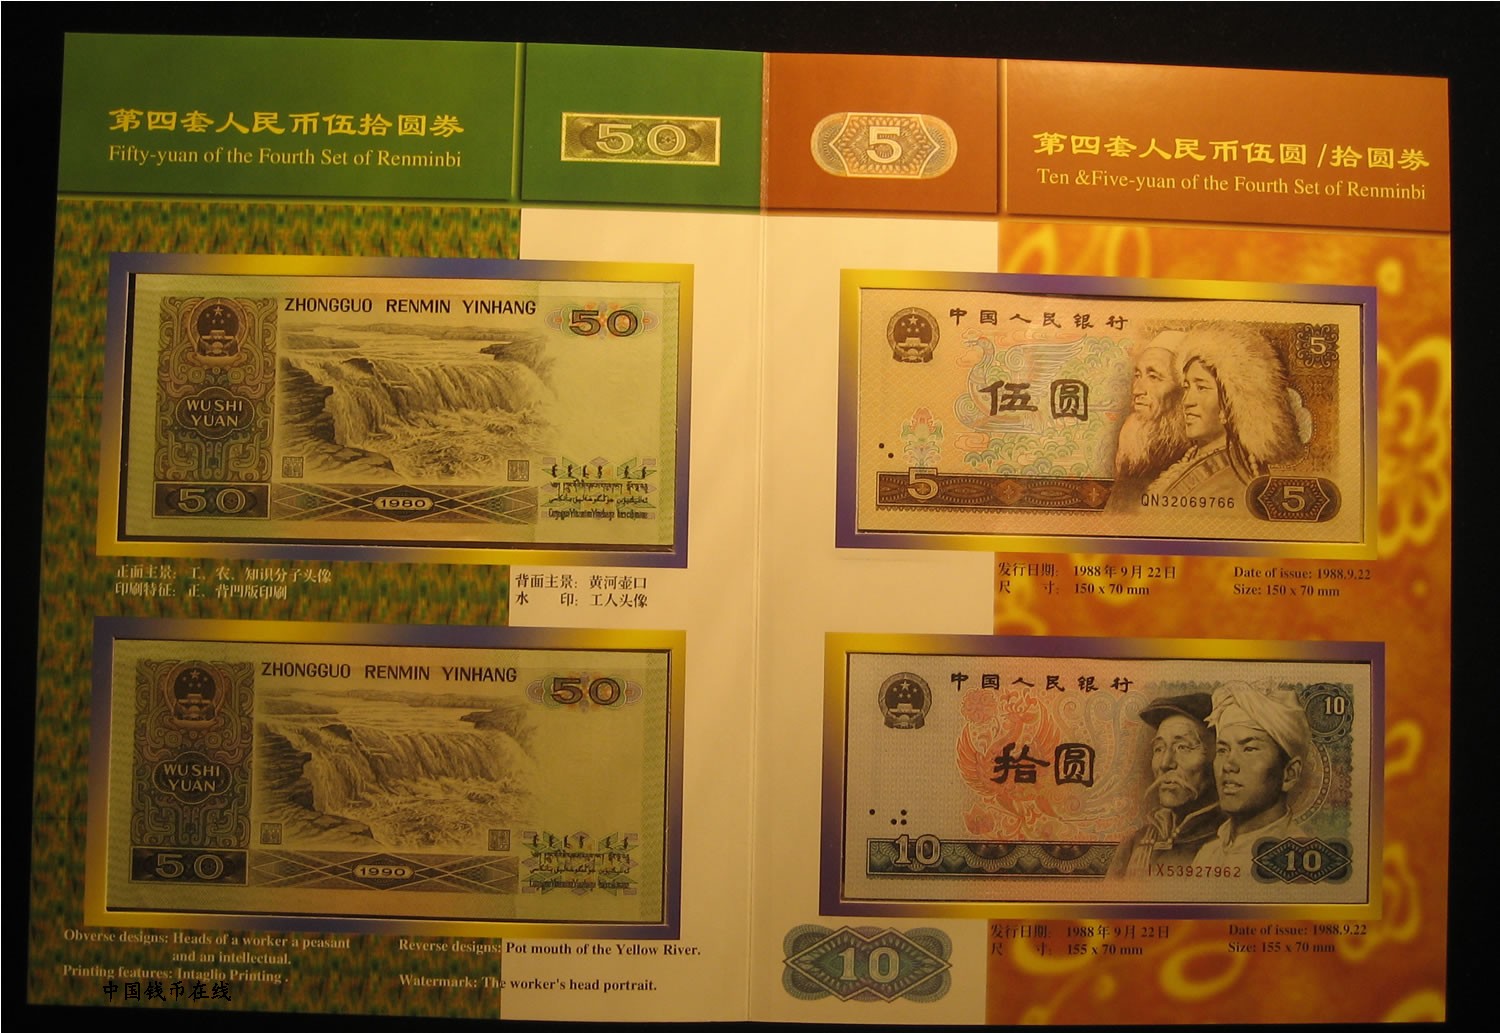 第四套人民币伍拾圆券
Fifty-yuan of the Fourth Set of Renminbi
50
5
第四套人民币伍圆/拾圆券
Ten &Five-yuan of the Fourth Set of Renminbi
ZHONGGUO RENMIN YINHANG
50
WU SHI
YUAN
50
1980
正面主景：工、农、知识分子头像
印刷特征：正、背凹版印刷
背面主景：黄河壶口
水 印：工人头像
ZHONGGUO RENMIN YINHANG
50
WU SHI
YUAN
50
1990
Obverse designs: Heads of a worker a peasant
and an intellectual.
Printing features: Intaglio Printing .
Reverse designs: Pot mouth of the Yellow River.
Watermark: The worker's head portrait.
中国人民银行
5
伍圆
5
QN32069766
5
发行日期： 1988年9月22日
尺 寸： 150 x 70 mm
Date of issue: 1988.9.22
Size: 150 x 70 mm
中国人民银行
10
拾圆
10
IX53927962
10
发行日期： 1988年9月22日
尺 寸： 155 x 70 mm
Date of issue: 1988.9.22
Size: 155 x 70 mm
10
中国钱币在线